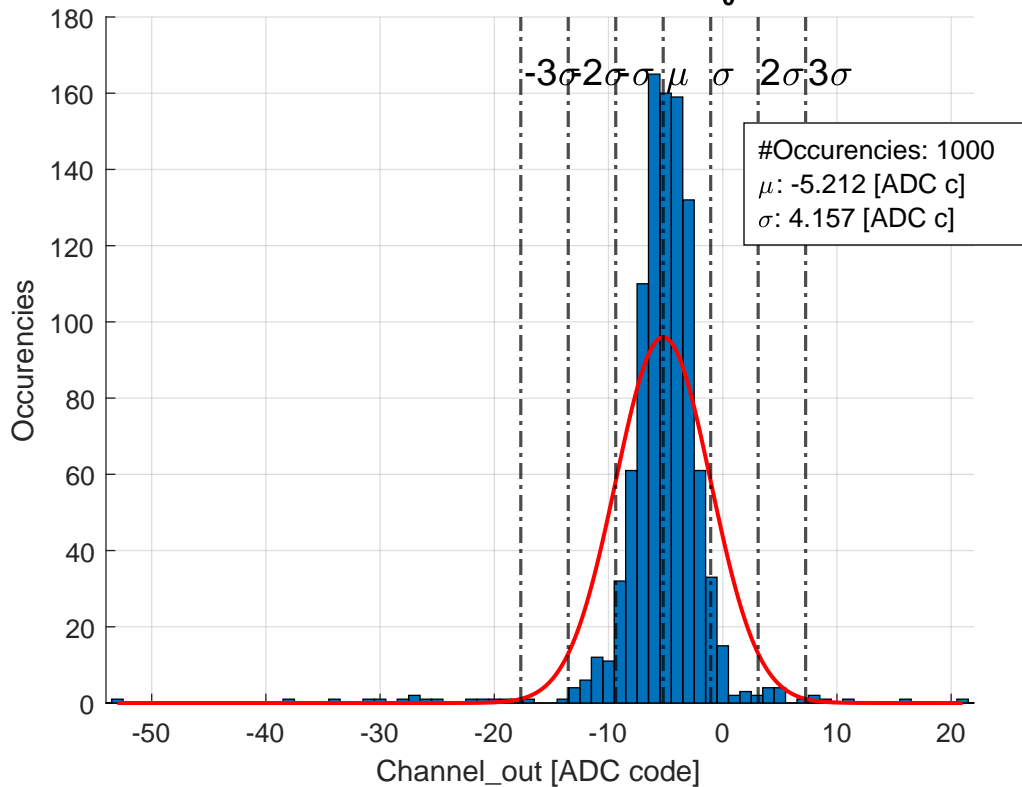 180
160
140
120
100
80
60
40
20
0
Occurencies
-3σ -2σ -σ μ σ 2σ 3σ
#Occurencies: 1000
μ: -5.212 [ADC c]
σ: 4.157 [ADC c]
-50 -40 -30 -20 -10 0 10 20
Channel_out [ADC code]